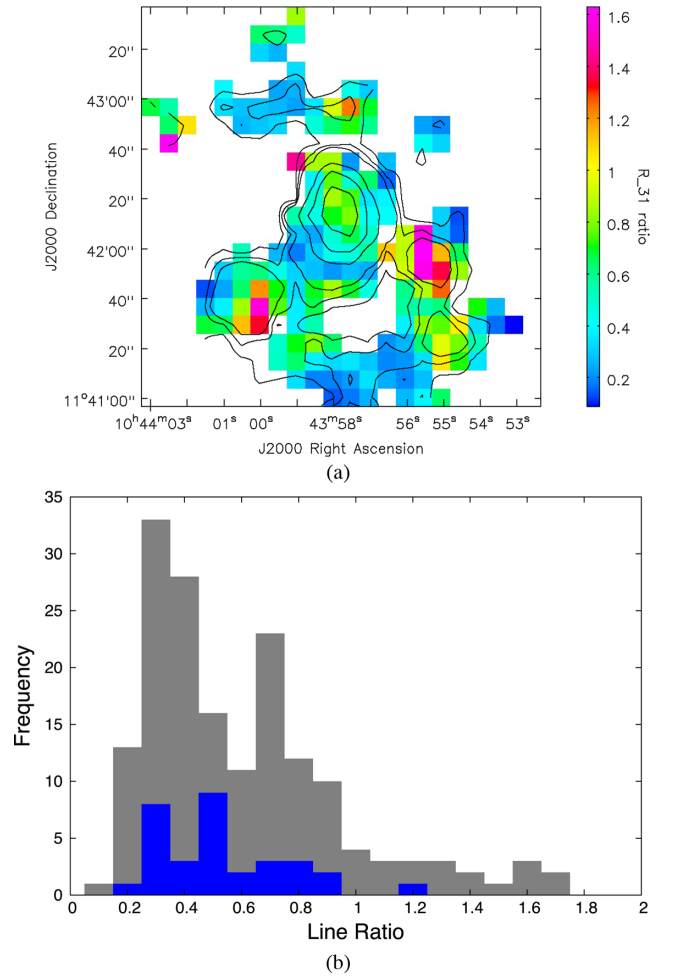 1.6
1.4
1.2
1
0.8
0.6
0.4
0.2
R_31 ratio
20''
43'00''
40''
20''
42'00''
40''
20''
11°41'00''
J2000 Declination
10ʰ44ᵐ03ˢ 01ˢ 00ˢ 43ᵐ58ˢ 56ˢ 55ˢ 54ˢ 53ˢ
J2000 Right Ascension
(a)
35
30
25
20
15
10
5
0
Frequency
0 0.2 0.4 0.6 0.8 1.0 1.2 1.4 1.6 1.8 2
Line Ratio
(b)